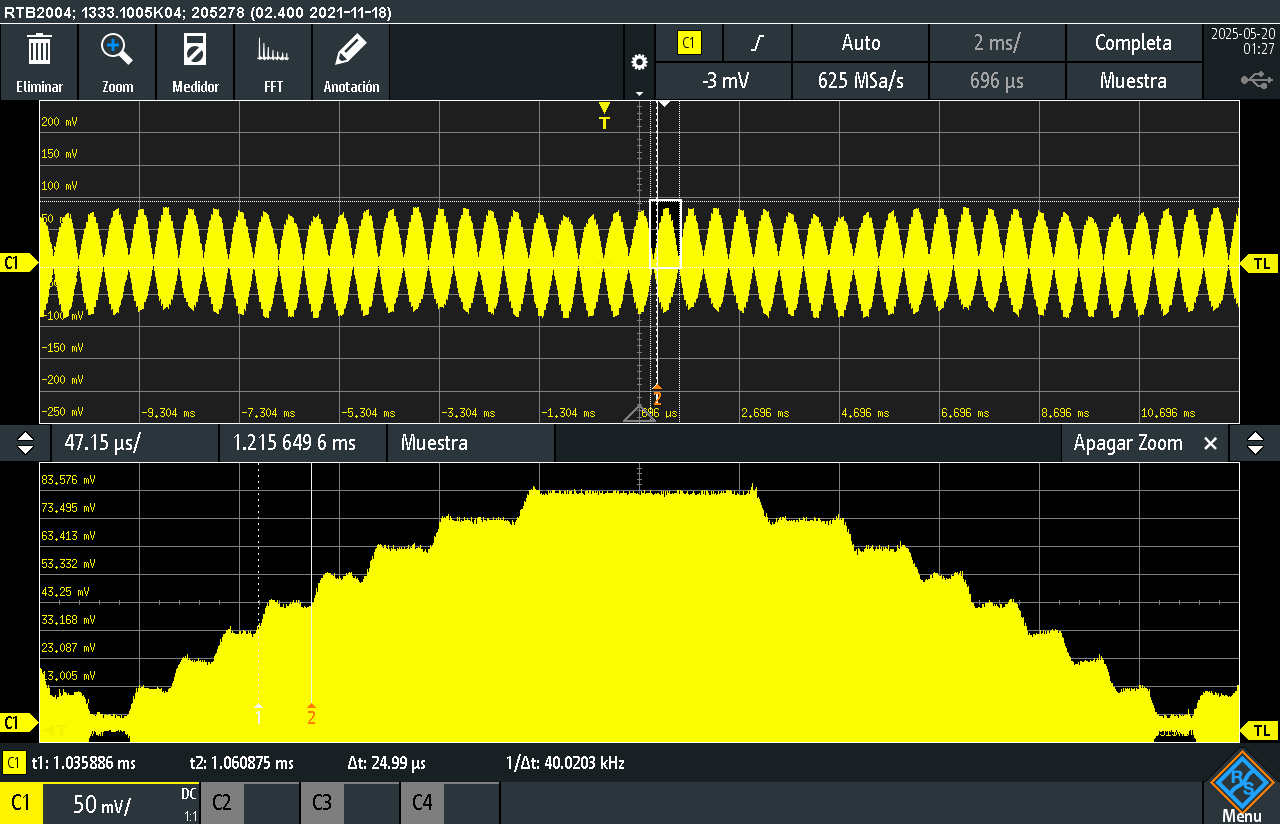 RTB2004; 1333.1005K04; 205278 (02.400 2021-11-18)
Eliminar Zoom Medidor FFT Anotación
C1 Auto 2 ms/ Completa
-3 mV 625 MSa/s 696 µs Muestra
2025-05-20
01:27
T
200 mV
150 mV
100 mV
50
C1 TL
-100 mV
-150 mV
-200 mV
2
-250 mV -9,304 ms -7,304 ms -5,304 ms -3,304 ms -1,304 ms 696 µs 2,696 ms 4,696 ms 6,696 ms 8,696 ms 10,696 ms
47.15 µs/ 1.215 649 6 ms Muestra Apagar Zoom
83,576 mV
73,495 mV
63,413 mV
53,332 mV
43,25 mV
33,168 mV
23,087 mV
13,005 mV
1 2
C1 T TL
C1 t1: 1.035886 ms t2: 1.060875 ms Δt: 24.99 µs 1/Δt: 40.0203 kHz
C1 50 mV/ DC 1:1 C2 C3 C4
R S
Menu